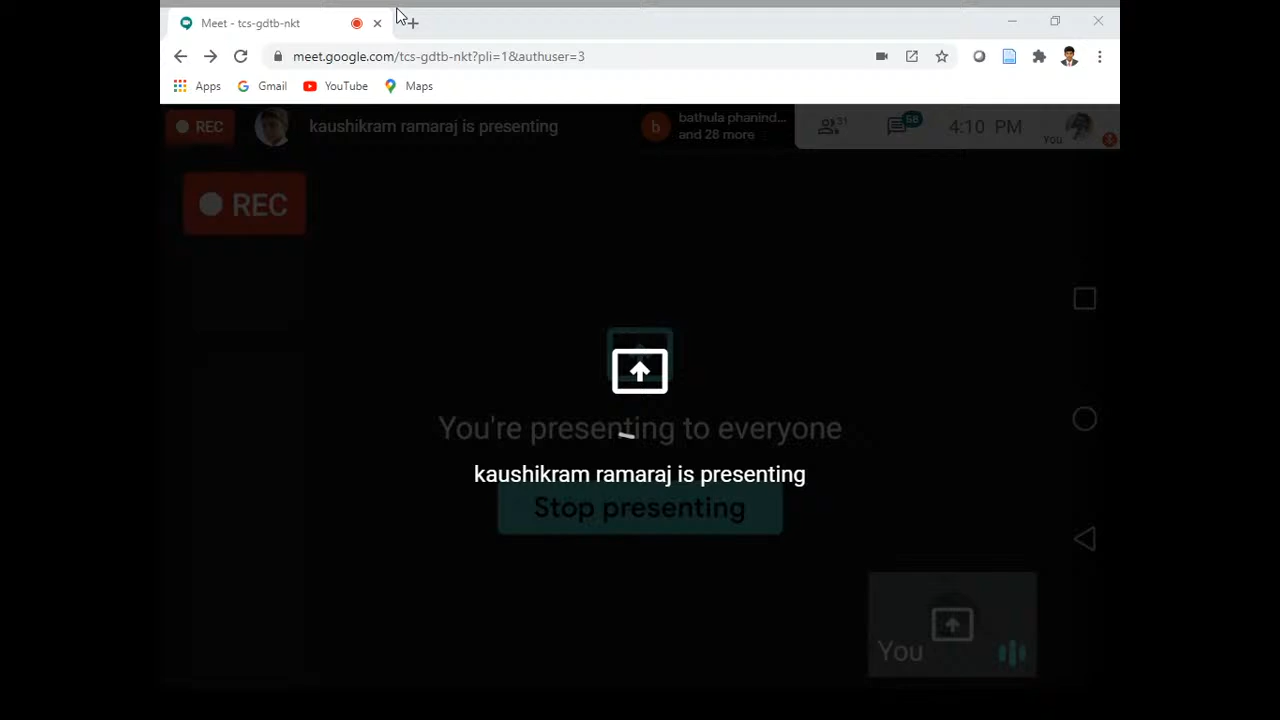 Meet - tcs-gdtb-nkt
meet.google.com/tcs-gdtb-nkt?pli=1&authuser=3
Apps Gmail YouTube Maps
REC kaushikram ramaraj is presenting
b bathula phanind...
and 28 more
31 68 4:10 PM You
REC
You're presenting to everyone
kaushikram ramaraj is presenting
Stop presenting
You